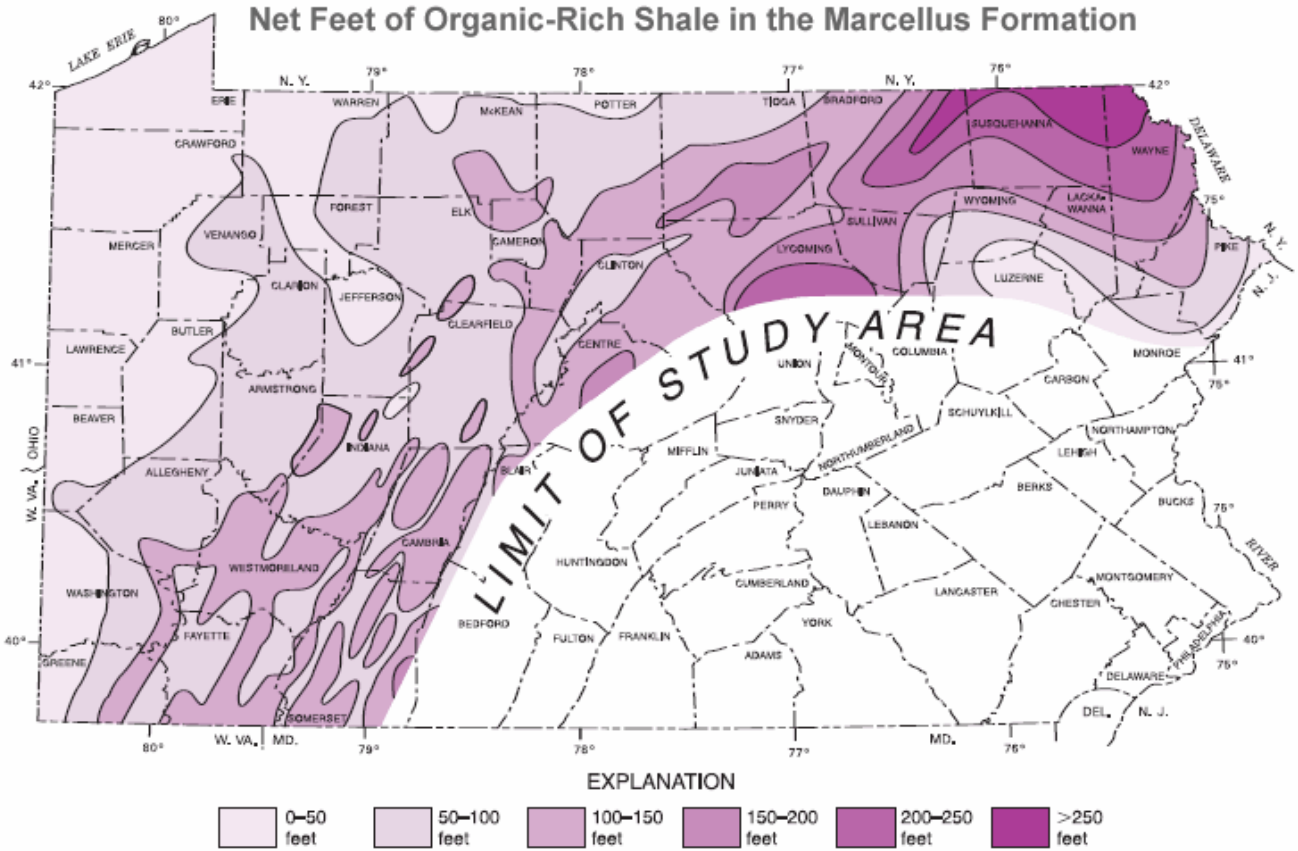 Net Feet of Organic-Rich Shale in the Marcellus Formation
LAKE ERIE
80°
79°
78°
77°
76°
N. Y.
N. Y.
42°
42°
ERIE
WARREN
McKEAN
POTTER
TIOGA
BRADFORD
SUSQUEHANNA
WAYNE
DELAWARE
CRAWFORD
FOREST
ELK
CAMERON
SULLIVAN
WYOMING
LACKA-
WANNA
75°
N. Y.
N. J.
PIKE
MERCER
VENANGO
CLARION
JEFFERSON
CLINTON
LYCOMING
LUZERNE
BUTLER
CLEARFIELD
CENTRE
LAWRENCE
41°
ARMSTRONG
LIMIT OF STUDY AREA
UNION
MONTOUR
COLUMBIA
MONROE
41°
75°
CARBON
BEAVER
INDIANA
SNYDER
SCHUYLKILL
NORTHAMPTON
OHIO
W. VA.
ALLEGHENY
BLAIR
MIFFLIN
JUNIATA
NORTHUMBERLAND
LEHIGH
PERRY
DAUPHIN
BERKS
BUCKS
75°
RIVER
LEBANON
CAMBRIA
WESTMORELAND
HUNTINGDON
CUMBERLAND
LANCASTER
MONTGOMERY
CHESTER
WASHINGTON
BEDFORD
FULTON
FRANKLIN
YORK
ADAMS
PHILADELPHIA
40°
40°
75°
FAYETTE
GREENE
SOMERSET
DELAWARE
DEL.
N. J.
80°
W. VA.
MD.
79°
78°
77°
MD.
76°
EXPLANATION
0–50
feet
50–100
feet
100–150
feet
150–200
feet
200–250
feet
>250
feet